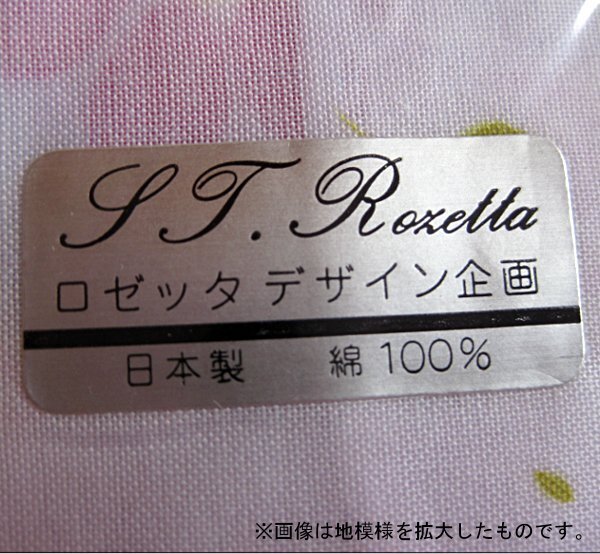 ST. Rozetta
ロゼッタ デザイン企画
日本製 綿 100%
※画像は地模様を拡大したものです。